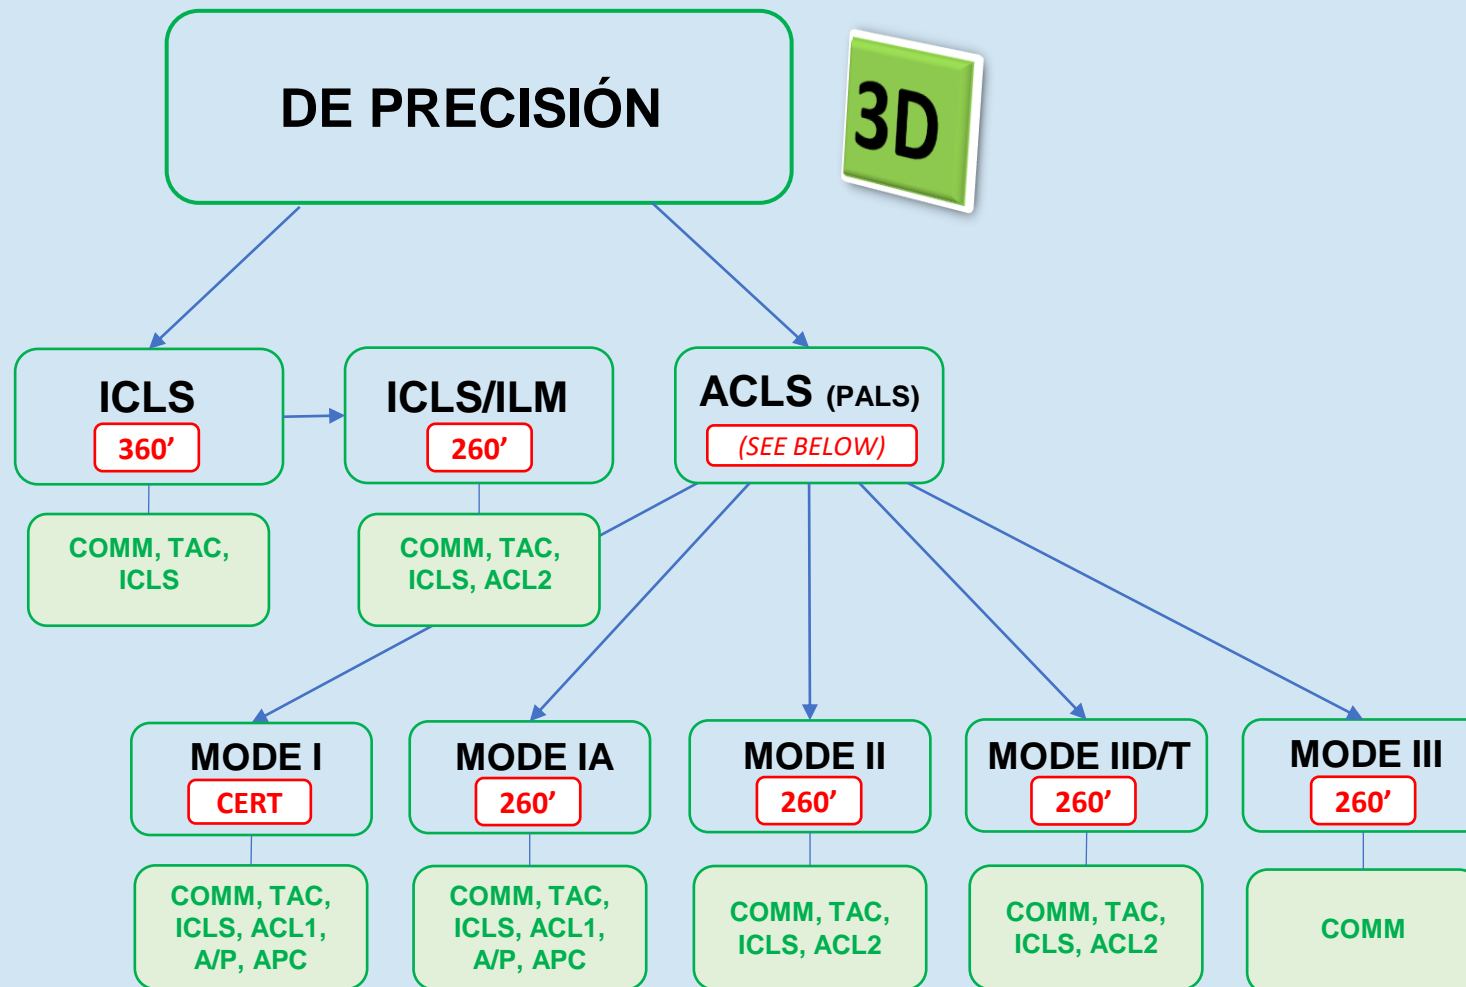 DE PRECISIÓN
3D
ICLS
360’
ICLS/ILM
260’
ACLS (PALS)
(SEE BELOW)
COMM, TAC,
ICLS
COMM, TAC,
ICLS, ACL2
MODE I
CERT
MODE IA
260’
MODE II
260’
MODE IID/T
260’
MODE III
260’
COMM, TAC,
ICLS, ACL1,
A/P, APC
COMM, TAC,
ICLS, ACL1,
A/P, APC
COMM, TAC,
ICLS, ACL2
COMM, TAC,
ICLS, ACL2
COMM